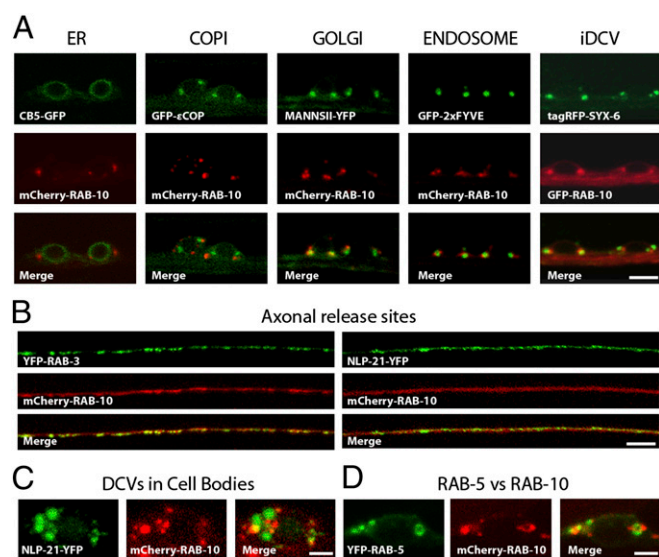 A
ER
COPI
GOLGI
ENDOSOME
iDCV
CB5-GFP
GFP-εCOP
MANNSII-YFP
GFP-2xFYVE
tagRFP-SYX-6
mCherry-RAB-10
mCherry-RAB-10
mCherry-RAB-10
mCherry-RAB-10
GFP-RAB-10
Merge
Merge
Merge
Merge
Merge
B
Axonal release sites
YFP-RAB-3
NLP-21-YFP
mCherry-RAB-10
mCherry-RAB-10
Merge
Merge
C
DCVs in Cell Bodies
NLP-21-YFP
mCherry-RAB-10
Merge
D
RAB-5 vs RAB-10
YFP-RAB-5
mCherry-RAB-10
Merge